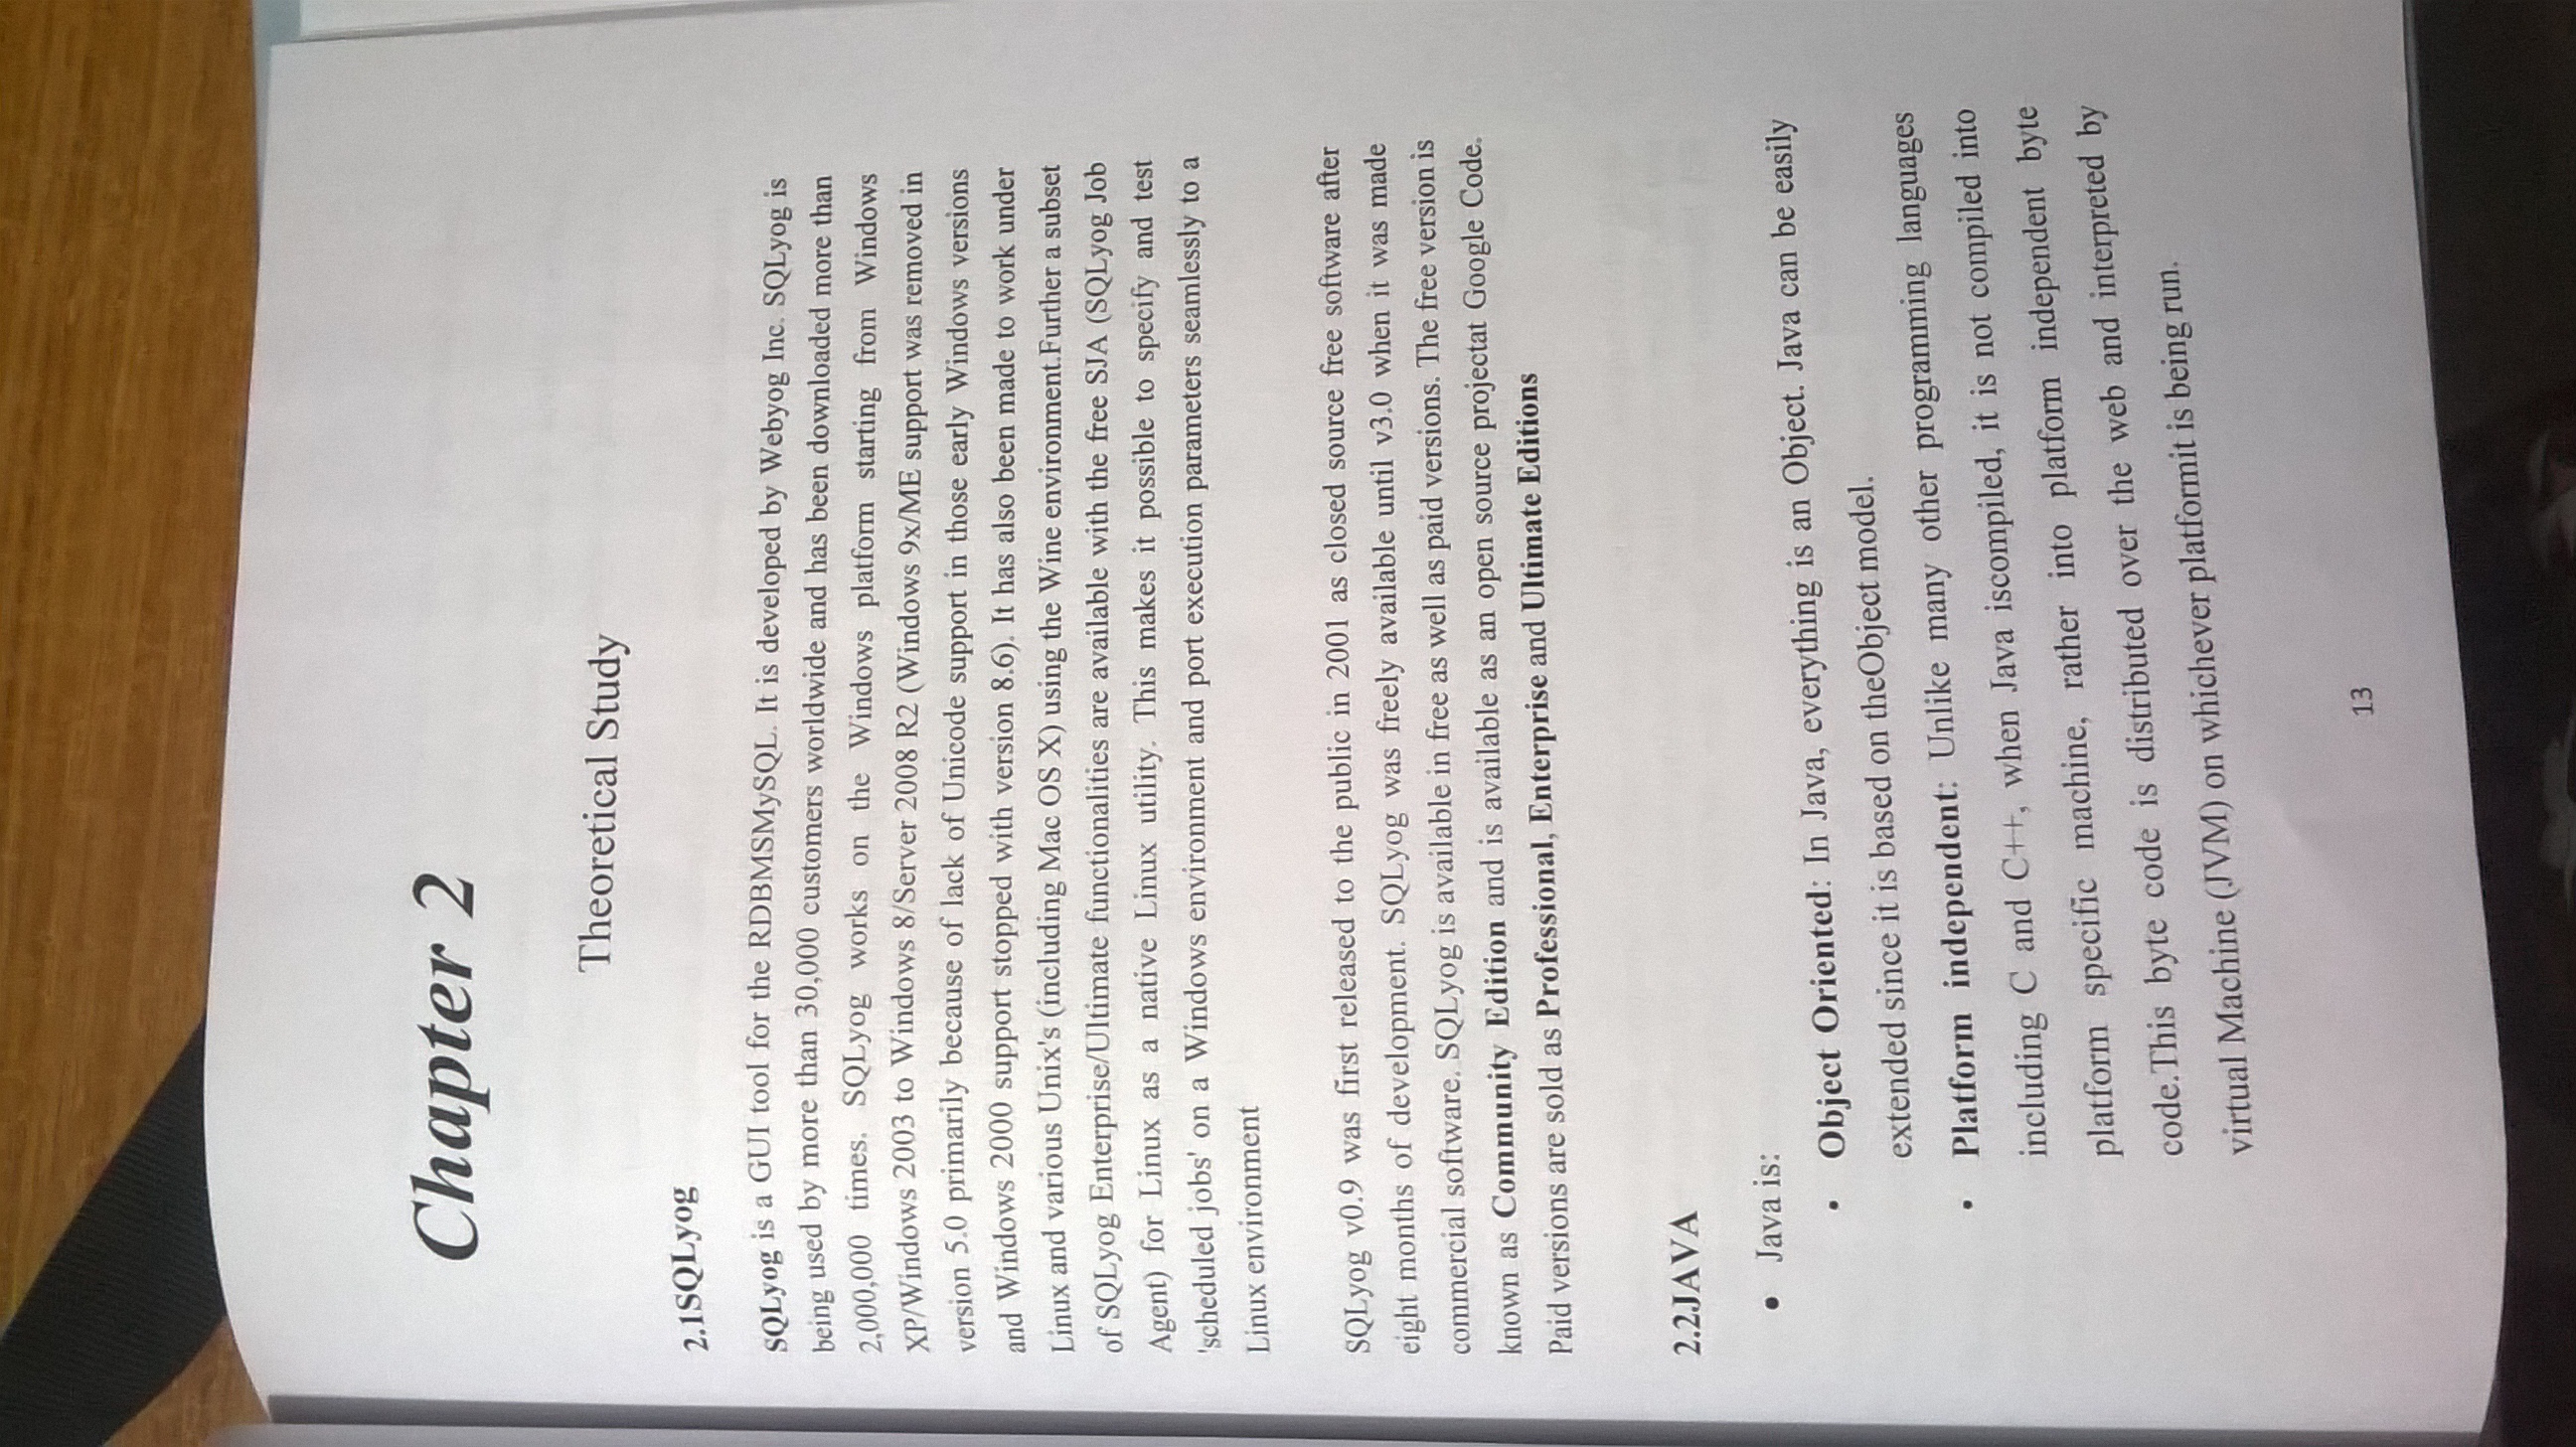 Chapter 2
Theoretical Study
2.1SQLyog
SQLyog is a GUI tool for the RDBMSMySQL. It is developed by Webyog Inc. SQLyog is
being used by more than 30,000 customers worldwide and has been downloaded more than
2,000,000 times. SQLyog works on the Windows platform starting from Windows
XP/Windows 2003 to Windows 8/Server 2008 R2 (Windows 9x/ME support was removed in
version 5.0 primarily because of lack of Unicode support in those early Windows versions
and Windows 2000 support stopped with version 8.6). It has also been made to work under
Linux and various Unix's (including Mac OS X) using the Wine environment.Further a subset
of SQLyog Enterprise/Ultimate functionalities are available with the free SJA (SQLyog Job
Agent) for Linux as a native Linux utility. This makes it possible to specify and test
'scheduled jobs' on a Windows environment and port execution parameters seamlessly to a
Linux environment
SQLyog v0.9 was first released to the public in 2001 as closed source free software after
eight months of development. SQLyog was freely available until v3.0 when it was made
commercial software. SQLyog is available in free as well as paid versions. The free version is
known as Community Edition and is available as an open source projectat Google Code.
Paid versions are sold as Professional, Enterprise and Ultimate Editions
2.2JAVA
• Java is:
• Object Oriented: In Java, everything is an Object. Java can be easily
extended since it is based on theObject model.
• Platform independent: Unlike many other programming languages
including C and C++, when Java iscompiled, it is not compiled into
platform specific machine, rather into platform independent byte
code.This byte code is distributed over the web and interpreted by
virtual Machine (JVM) on whichever platformit is being run.
13